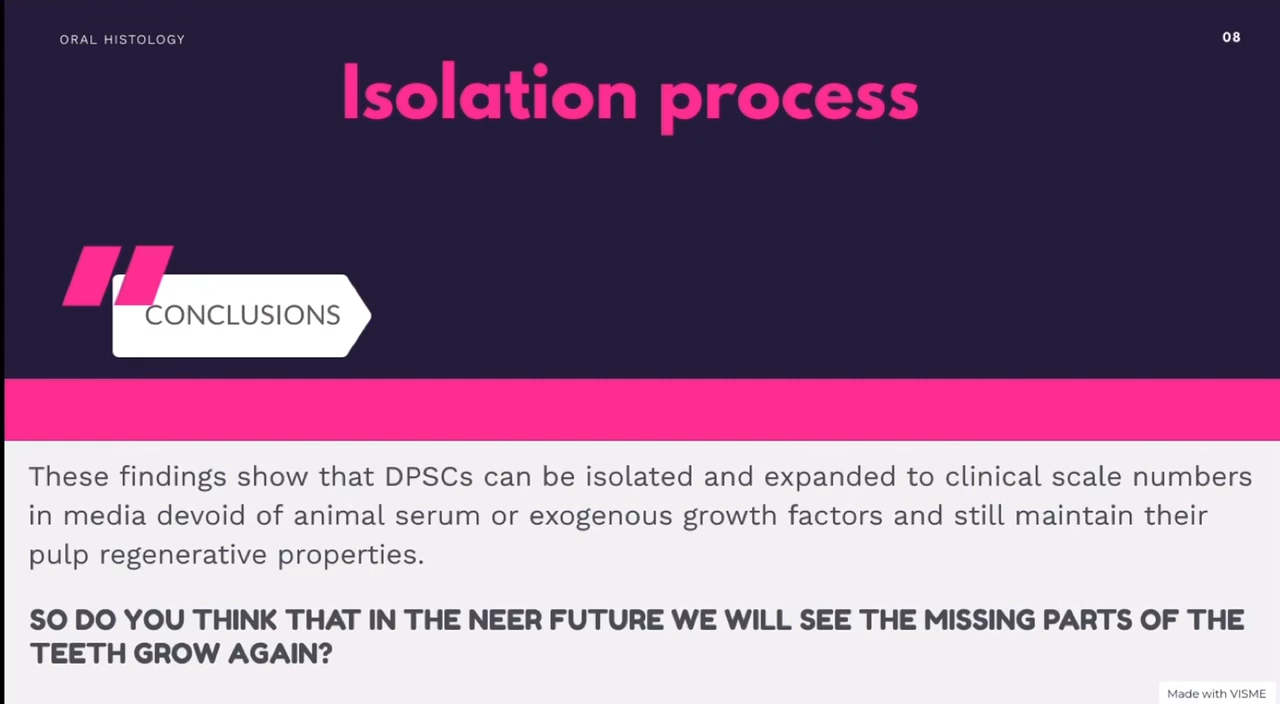 ORAL HISTOLOGY
08
Isolation process
CONCLUSIONS
These findings show that DPSCs can be isolated and expanded to clinical scale numbers
in media devoid of animal serum or exogenous growth factors and still maintain their
pulp regenerative properties.
SO DO YOU THINK THAT IN THE NEER FUTURE WE WILL SEE THE MISSING PARTS OF THE
TEETH GROW AGAIN?
Made with VISME